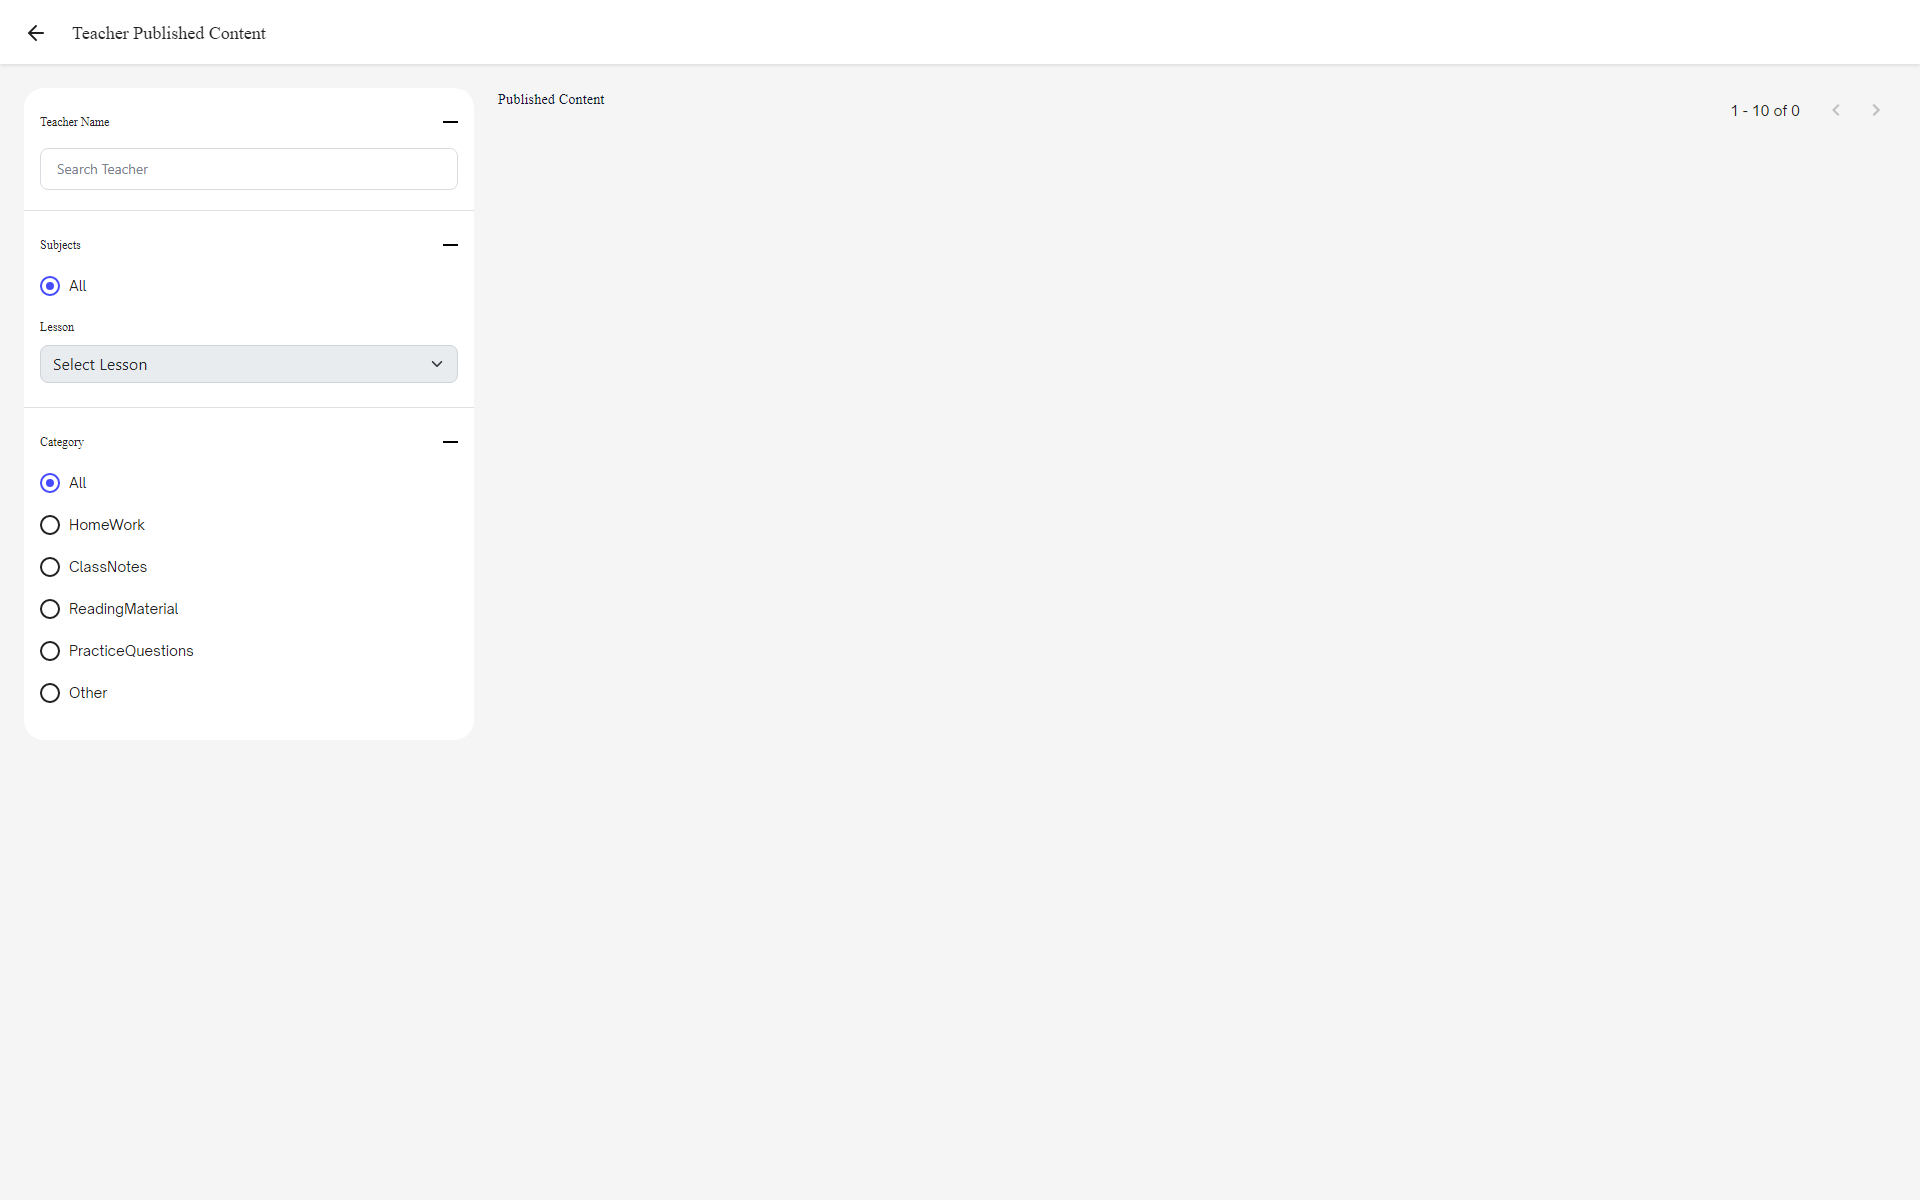 Teacher Published Content
Teacher Name
Search Teacher
Subjects
All
Lesson
Select Lesson
Category
All
HomeWork
ClassNotes
ReadingMaterial
PracticeQuestions
Other
Published Content
1 - 10 of 0